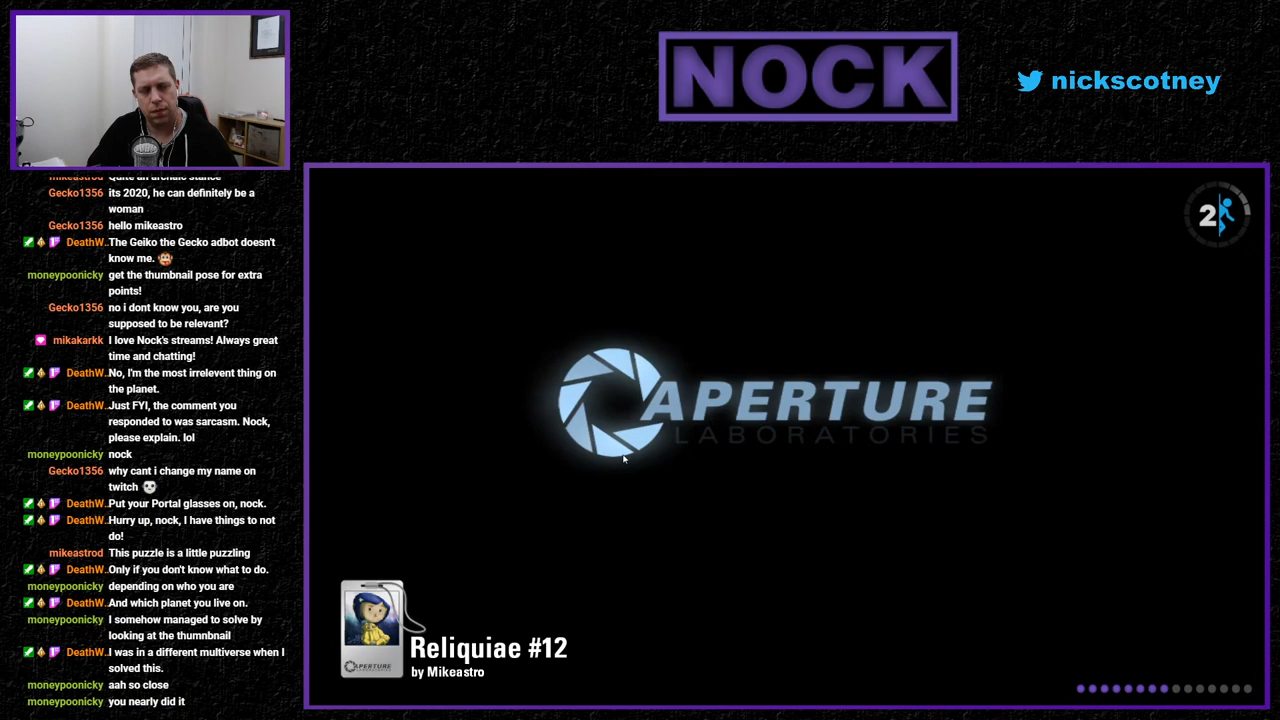 NOCK
nickscotney
mikeastrod Quite an archaic stance
Gecko1356 its 2020, he can definitely be a
woman
Gecko1356 hello mikeastro
DeathW.. The Geiko the Gecko adbot doesn't
know me.
moneypoonicky get the thumbnail pose for extra
points!
Gecko1356 no i dont know you, are you
supposed to be relevant?
mikakarkk I love Nock's streams! Always great
time and chatting!
DeathW.. No, I'm the most irrelevent thing on
the planet.
DeathW.. Just FYI, the comment you
responded to was sarcasm. Nock,
please explain. lol
moneypoonicky nock
Gecko1356 why cant i change my name on
twitch
DeathW.. Put your Portal glasses on, nock.
DeathW.. Hurry up, nock, I have things to not
do!
mikeastrod This puzzle is a little puzzling
DeathW.. Only if you don't know what to do.
moneypoonicky depending on who you are
DeathW.. And which planet you live on.
moneypoonicky I somehow managed to solve by
looking at the thumnbnail
DeathW.. I was in a different multiverse when I
solved this.
moneypoonicky aah so close
moneypoonicky you nearly did it
2
APERTURE
LABORATORIES
APERTURE
Reliquiae #12
by Mikeastro